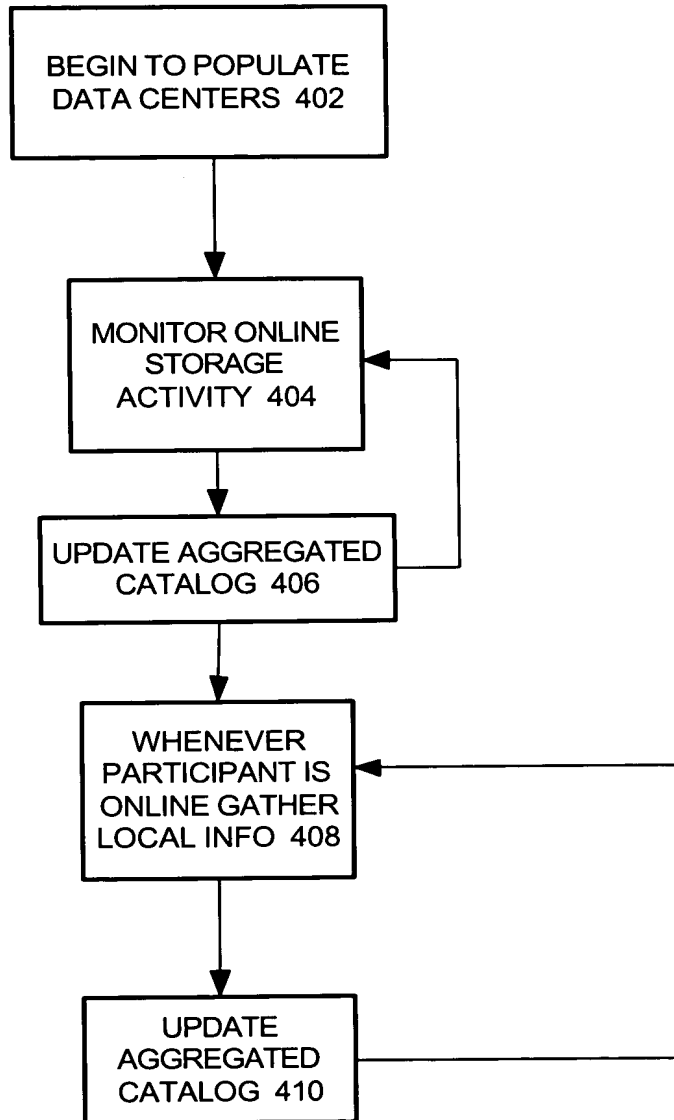 BEGIN TO POPULATE
DATA CENTERS 402
MONITOR ONLINE
STORAGE
ACTIVITY 404
UPDATE AGGREGATED
CATALOG 406
WHENEVER
PARTICIPANT IS
ONLINE GATHER
LOCAL INFO 408
UPDATE
AGGREGATED
CATALOG 410